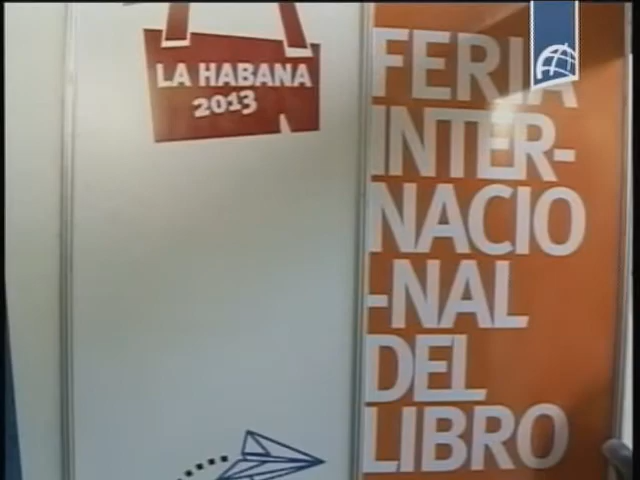 LA HABANA
2013
FERIA
INTER-
NACIO
-NAL
DEL
LIBRO